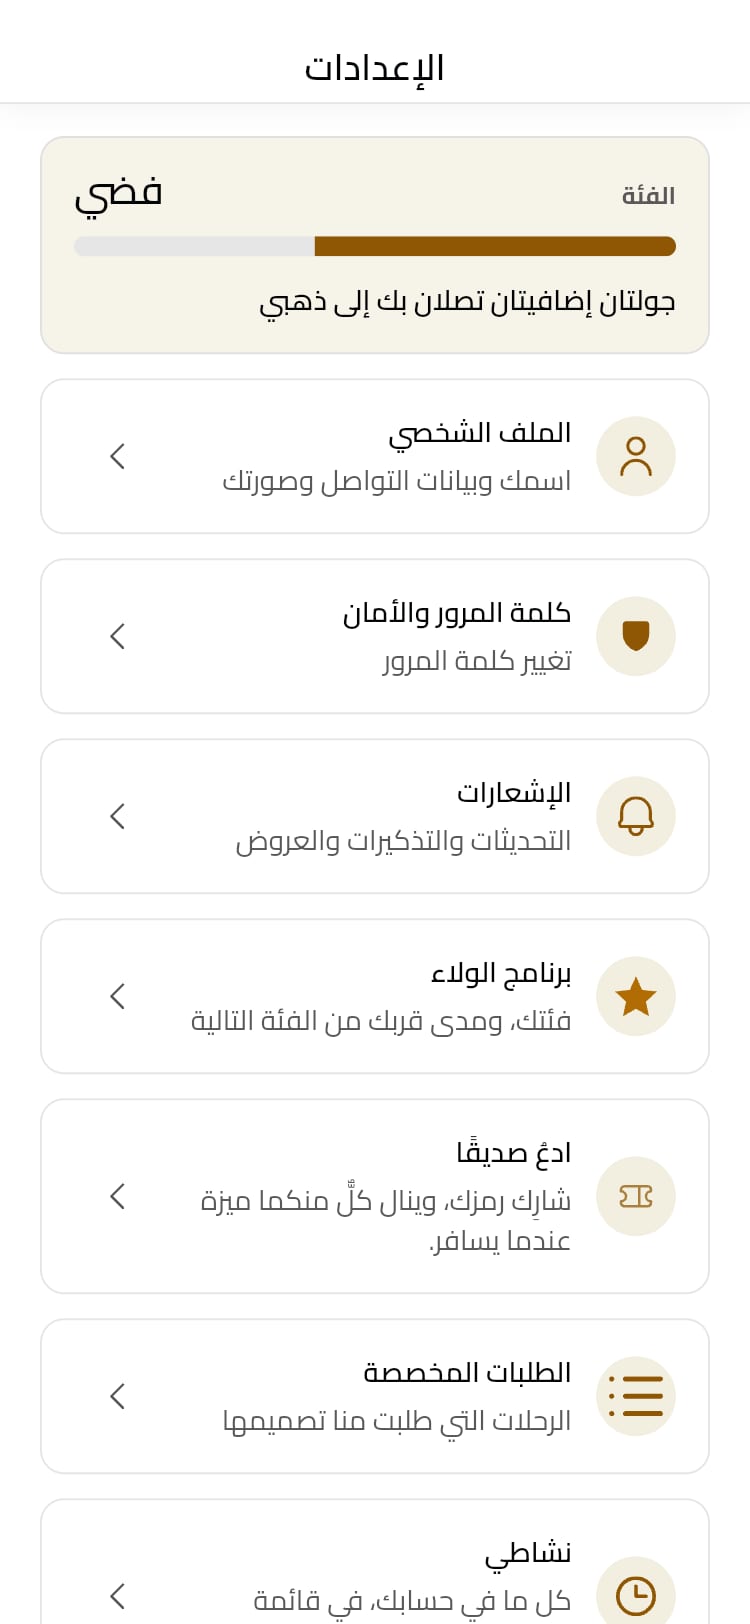 الإعدادات
الفئة
فضي
جولتان إضافيتان تصلان بك إلى ذهبي
الملف الشخصي
اسمك وبيانات التواصل وصورتك
كلمة المرور والأمان
تغيير كلمة المرور
الإشعارات
التحديثات والتذكيرات والعروض
برنامج الولاء
فئتك، ومدى قربك من الفئة التالية
ادعُ صديقًا
شارِك رمزك، وينال كلٌّ منكما ميزة
عندما يسافر.
الطلبات المخصصة
الرحلات التي طلبت منا تصميمها
نشاطي
كل ما في حسابك، في قائمة